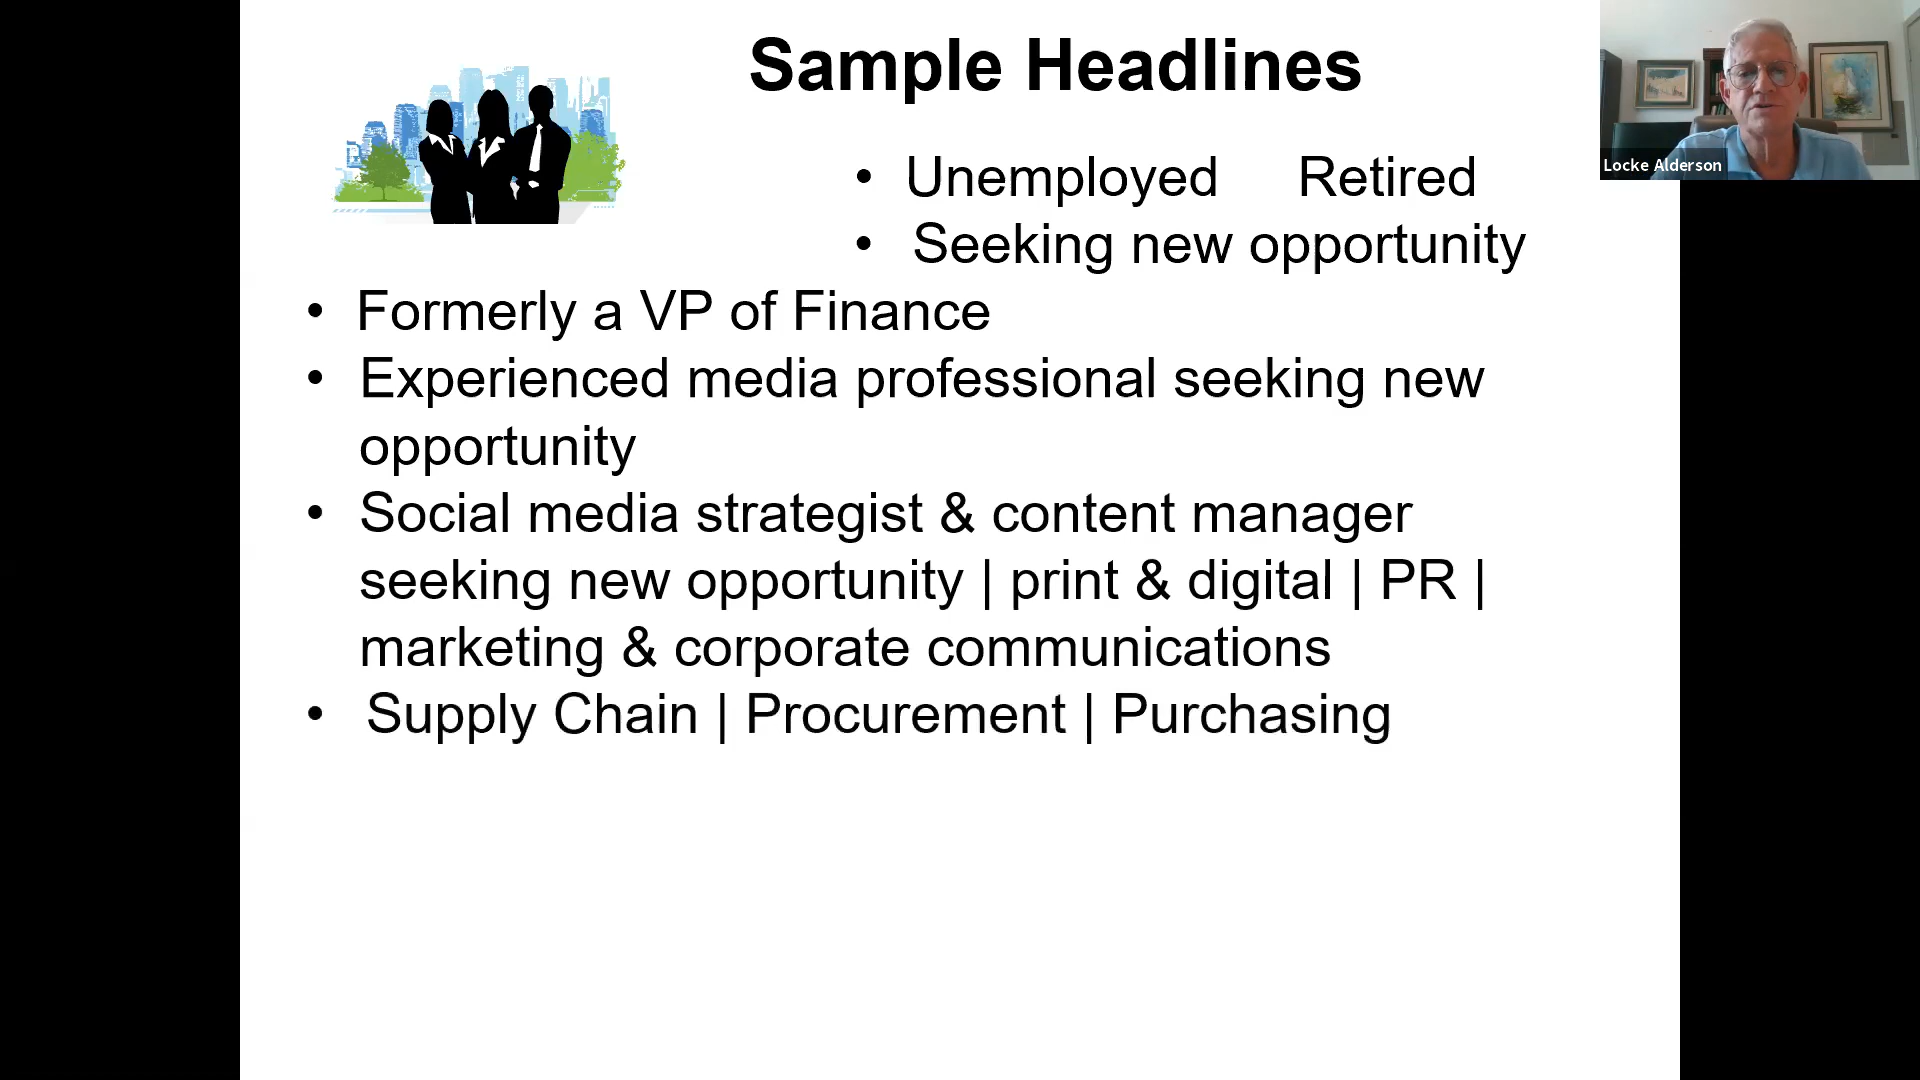 Sample Headlines
• Unemployed Retired
• Seeking new opportunity
• Formerly a VP of Finance
• Experienced media professional seeking new
opportunity
• Social media strategist & content manager
seeking new opportunity | print & digital | PR |
marketing & corporate communications
• Supply Chain | Procurement | Purchasing
Locke Alderson